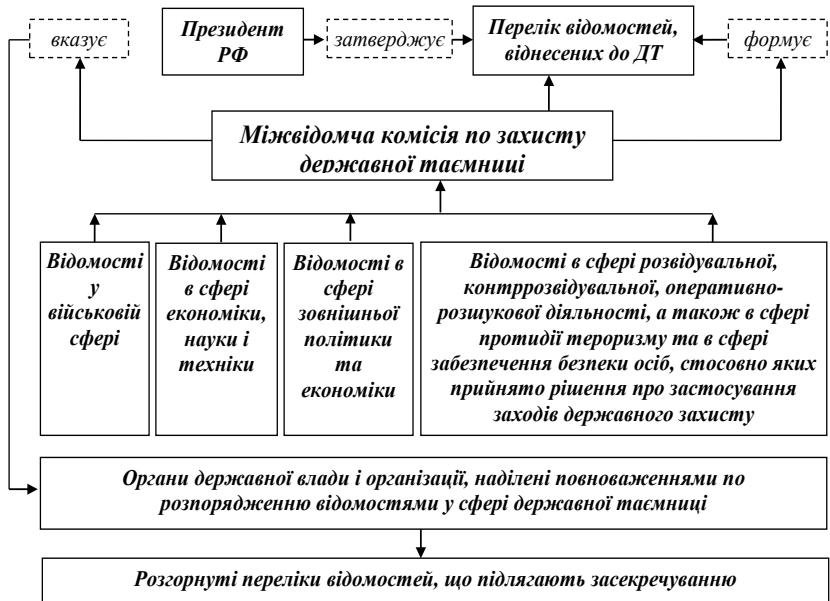 вказує
Президент
РФ
затверджує
Перелік відомостей,
віднесених до ДТ
формує
Міжвідомча комісія по захисту
державної таємниці
Відомості
у
військовій
сфері
Відомості
в сфері
економіки,
науки і
техніки
Відомості в
сфері
зовнішньої
політики
та
економіки
Відомості в сфері розвідувальної,
контррозвідувальної, оперативно-
розшукової діяльності, а також в сфері
протидії тероризму та в сфері
забезпечення безпеки осіб, стосовно яких
прийнято рішення про застосування
заходів державного захисту
Органи державної влади і організації, наділені повноваженнями по
розпорядженню відомостями у сфері державної таємниці
Розгорнуті переліки відомостей, що підлягають засекречуванню